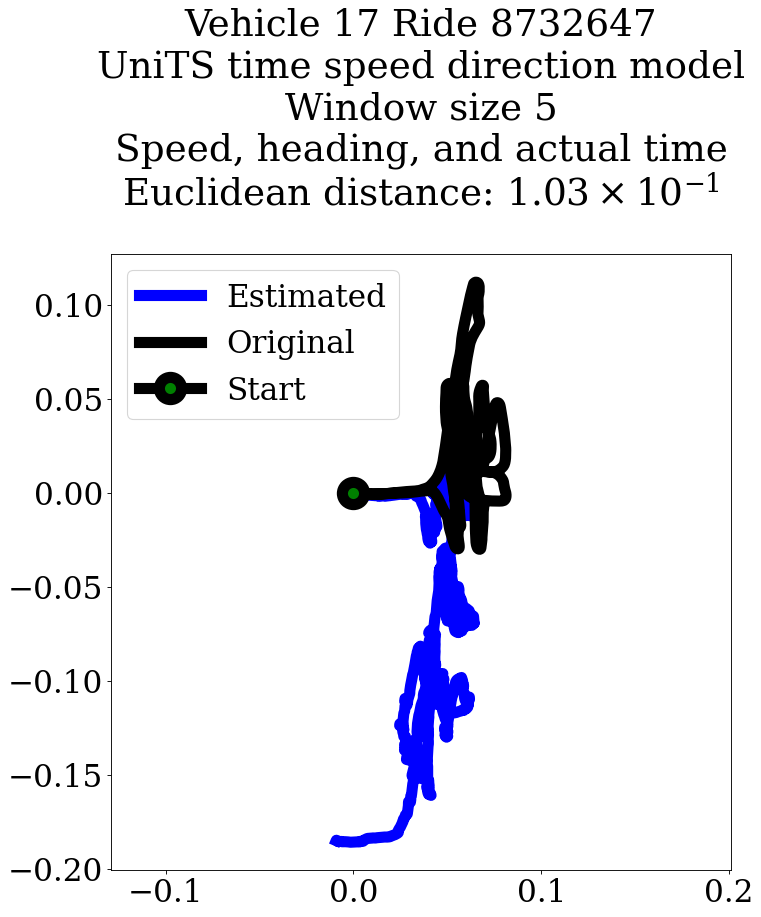 Vehicle 17 Ride 8732647
UniTS time speed direction model
Window size 5
Speed, heading, and actual time
Euclidean distance: 1.03 × 10⁻¹
Estimated
Original
Start
0.10
0.05
0.00
−0.05
−0.10
−0.15
−0.20
−0.1 0.0 0.1 0.2